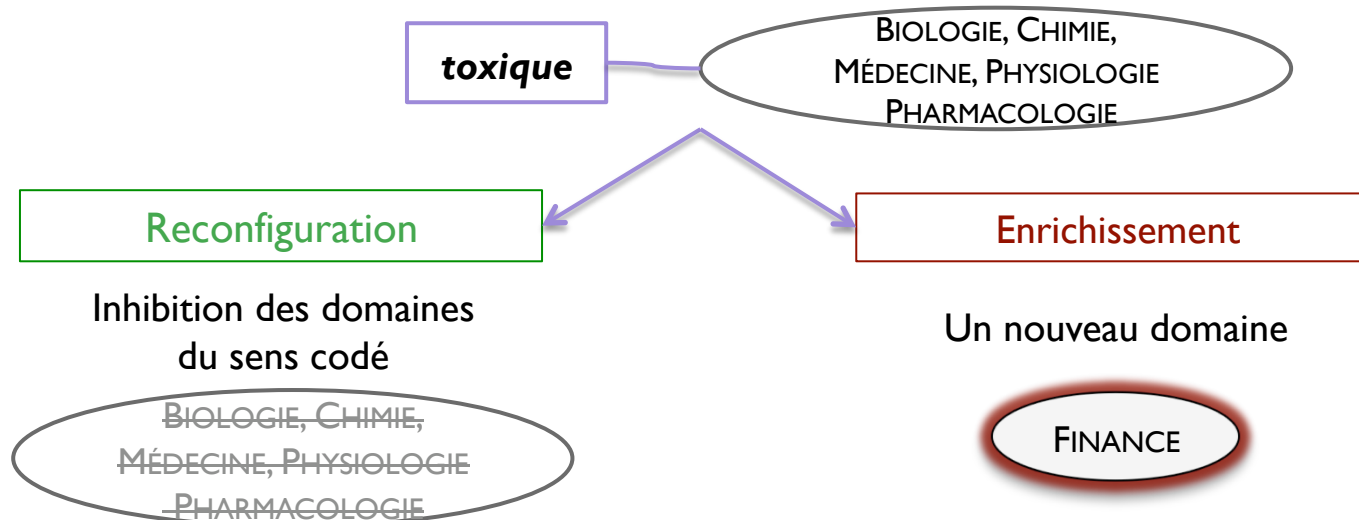 toxique
BIOLOGIE, CHIMIE,
MÉDECINE, PHYSIOLOGIE
PHARMACOLOGIE
Reconfiguration
Enrichissement
Inhibition des domaines
du sens codé
Un nouveau domaine
BIOLOGIE, CHIMIE,
MÉDECINE, PHYSIOLOGIE
PHARMACOLOGIE
FINANCE